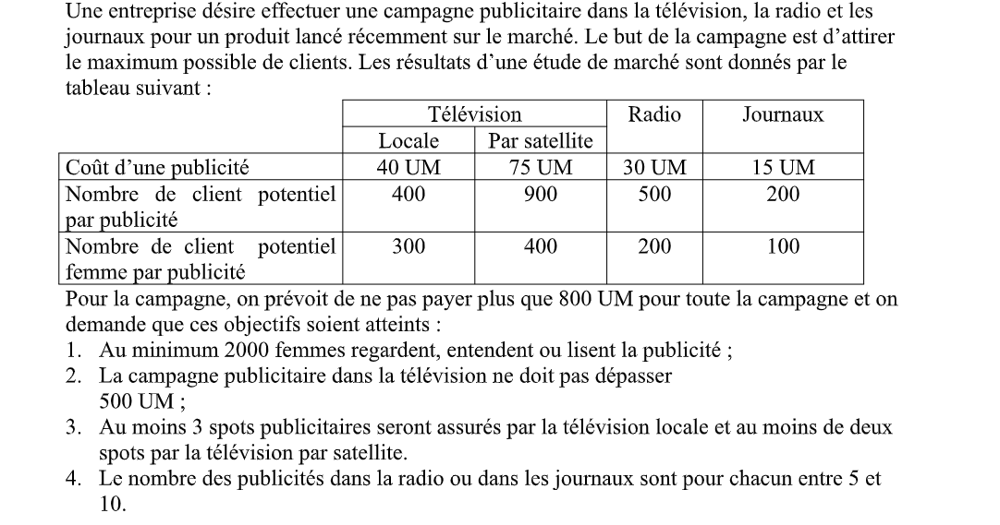 Une entreprise désire effectuer une campagne publicitaire dans la télévision, la radio et les
journaux pour un produit lancé récemment sur le marché. Le but de la campagne est d'attirer
le maximum possible de clients. Les résultats d'une étude de marché sont donnés par le
tableau suivant :
Télévision Radio Journaux
Locale Par satellite
Coût d'une publicité 40 UM 75 UM 30 UM 15 UM
Nombre de client potentiel 400 900 500 200
par publicité
Nombre de client potentiel 300 400 200 100
femme par publicité
Pour la campagne, on prévoit de ne pas payer plus que 800 UM pour toute la campagne et on
demande que ces objectifs soient atteints :
1. Au minimum 2000 femmes regardent, entendent ou lisent la publicité ;
2. La campagne publicitaire dans la télévision ne doit pas dépasser
500 UM ;
3. Au moins 3 spots publicitaires seront assurés par la télévision locale et au moins de deux
spots par la télévision par satellite.
4. Le nombre des publicités dans la radio ou dans les journaux sont pour chacun entre 5 et
10.